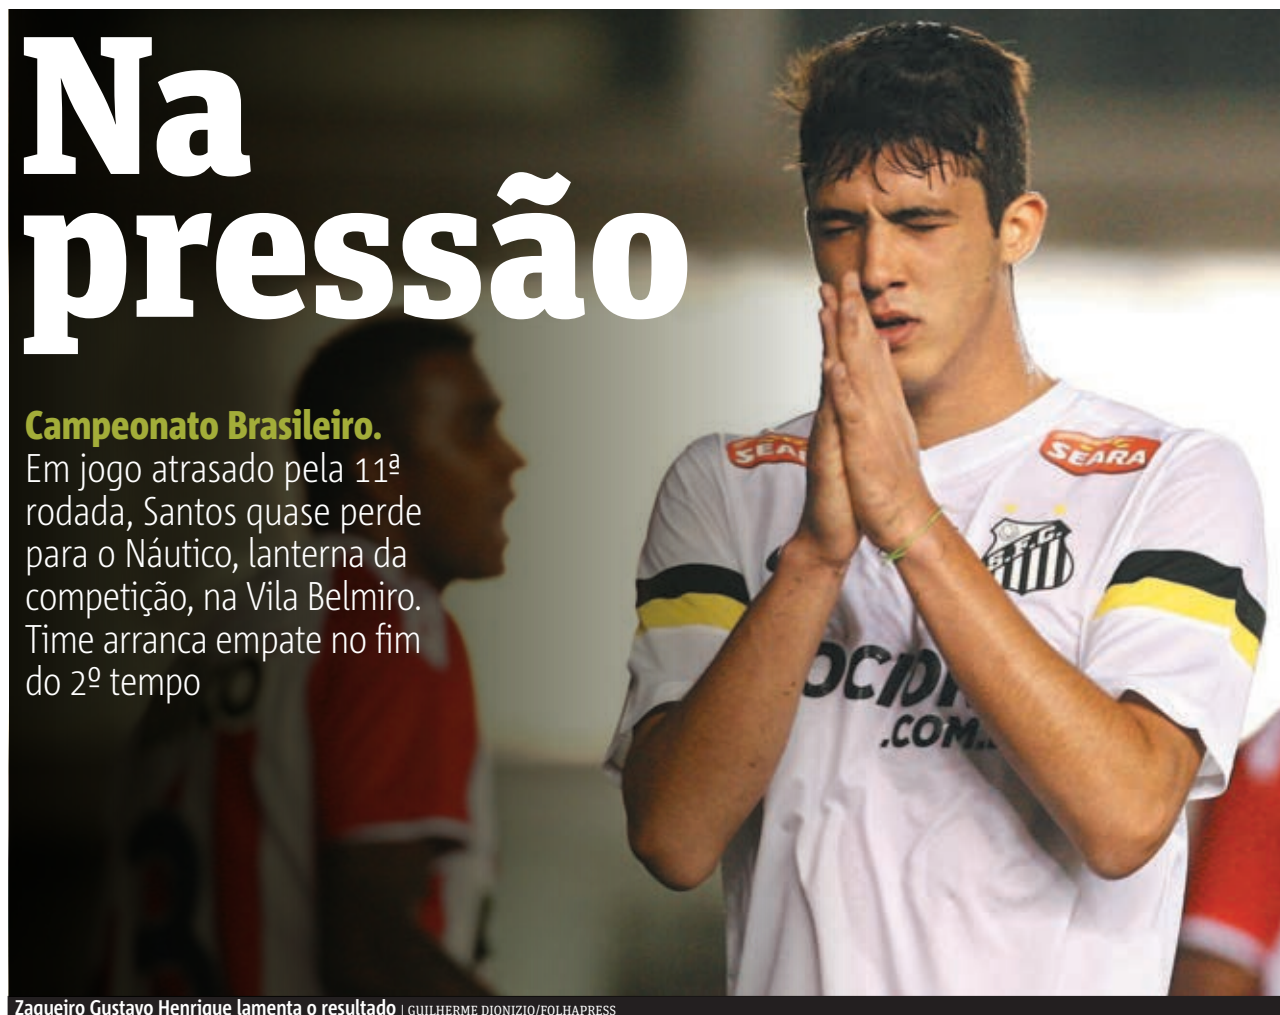 Na
pressão
Campeonato Brasileiro.
Em jogo atrasado pela 11ª
rodada, Santos quase perde
para o Náutico, lanterna da
competição, na Vila Belmiro.
Time arranca empate no fim
do 2º tempo
SEARA
SEARA
S.F.C.
.COM.
Zagueiro Gustavo Henrique lamenta o resultado | GUILHERME DIONIZIO/FOLHAPRESS